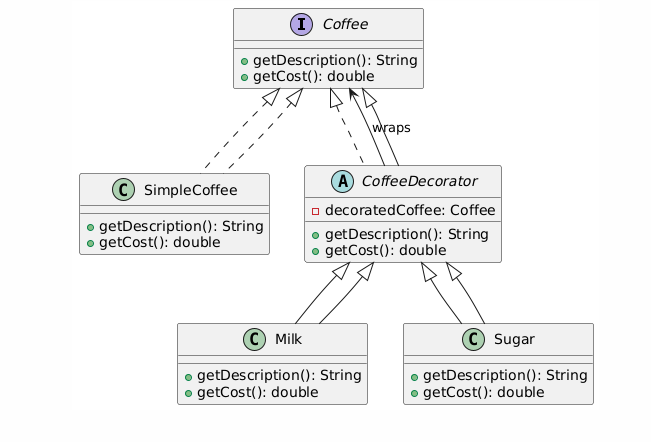 I Coffee
getDescription(): String
getCost(): double
wraps
C SimpleCoffee
getDescription(): String
getCost(): double
A CoffeeDecorator
decoratedCoffee: Coffee
getDescription(): String
getCost(): double
C Milk
getDescription(): String
getCost(): double
C Sugar
getDescription(): String
getCost(): double